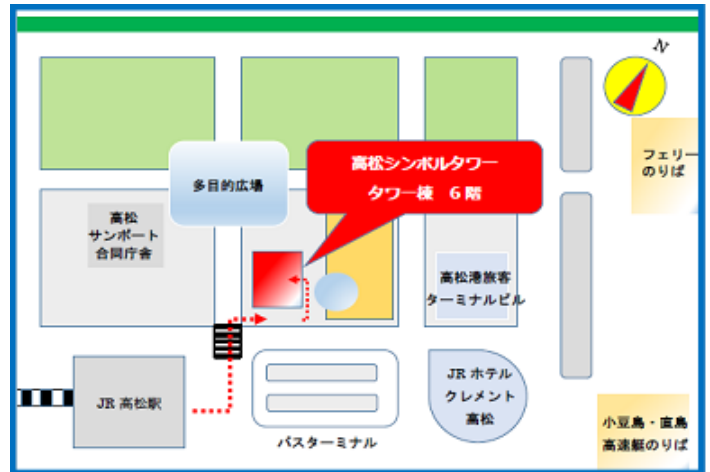 N
フェリー
のりば
高松シンボルタワー
タワー棟 6階
多目的広場
高松
サンポート
合同庁舎
高松港旅客
ターミナルビル
JR 高松駅
バスターミナル
JR ホテル
クレメント
高松
小豆島・直島
高速艇のりば